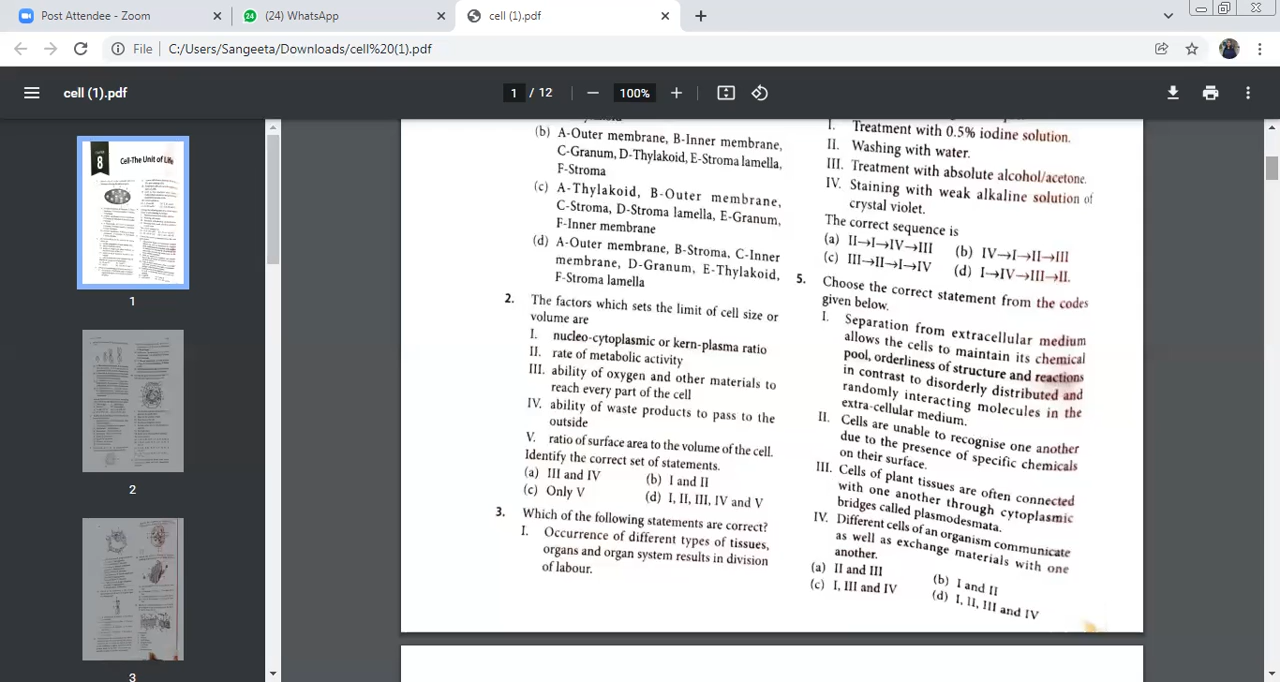 Post Attendee - Zoom
24
(24) WhatsApp
cell (1).pdf
File
C:/Users/Sangeeta/Downloads/cell%20(1).pdf
cell (1).pdf
1 / 12
100%
8
Cell-The Unit of Life
1
2
3
(b) A-Outer membrane, B-Inner membrane,
C-Granum, D-Thylakoid, E-Stroma lamella,
F-Stroma
(c) A-Thylakoid, B-Outer membrane,
C-Stroma, D-Stroma lamella, E-Granum,
F-Inner membrane
(d) A-Outer membrane, B-Stroma, C-Inner
membrane, D-Granum, E-Thylakoid,
F-Stroma lamella
2. The factors which sets the limit of cell size or
volume are
I. nucleo-cytoplasmic or kern-plasma ratio
II. rate of metabolic activity
III. ability of oxygen and other materials to
reach every part of the cell
IV. ability of waste products to pass to the
outside
V. ratio of surface area to the volume of the cell.
Identify the correct set of statements.
(a) III and IV (b) I and II
(c) Only V (d) I, II, III, IV and V
3. Which of the following statements are correct?
I. Occurrence of different types of tissues,
organs and organ system results in division
of labour.
I. Treatment with 0.5% iodine solution.
II. Washing with water.
III. Treatment with absolute alcohol/acetone.
IV. Staining with weak alkaline solution of
crystal violet.
The correct sequence is
(a) II→I→IV→III (b) IV→I→II→III
(c) III→II→I→IV (d) I→IV→III→II.
5. Choose the correct statement from the codes
given below.
I. Separation from extracellular medium
allows the cells to maintain its chemical
pool, orderliness of structure and reactions
in contrast to disorderly distributed and
randomly interacting molecules in the
extra-cellular medium.
II. Cells are unable to recognise one another
due to the presence of specific chemicals
on their surface.
III. Cells of plant tissues are often connected
with one another through cytoplasmic
bridges called plasmodesmata.
IV. Different cells of an organism communicate
as well as exchange materials with one
another.
(a) II and III (b) I and II
(c) I, III and IV (d) I, II, III and IV